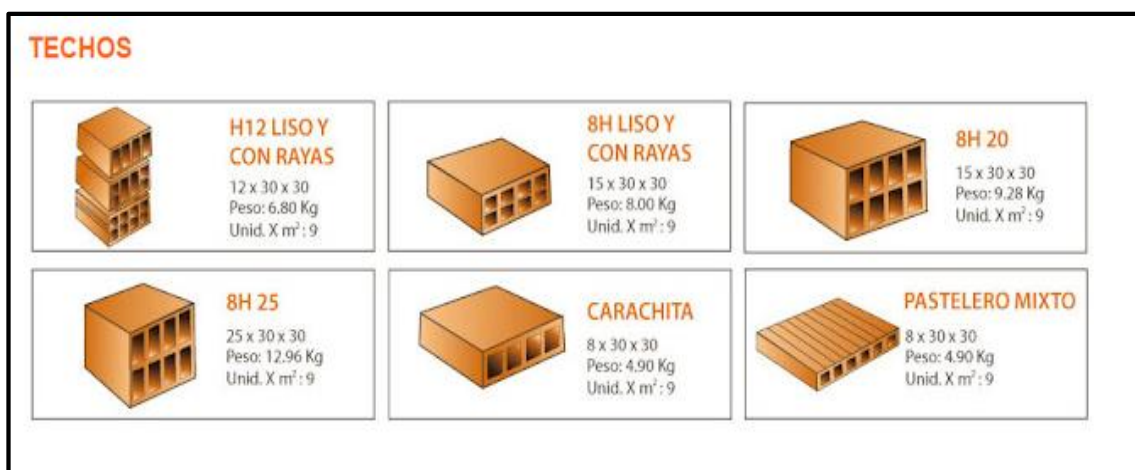 TECHOS
H12 LISO Y
CON RAYAS
12 x 30 x 30
Peso: 6.80 Kg
Unid. X m²: 9
8H LISO Y
CON RAYAS
15 x 30 x 30
Peso: 8.00 Kg
Unid. X m²: 9
8H 20
15 x 30 x 30
Peso: 9.28 Kg
Unid. X m²: 9
8H 25
25 x 30 x 30
Peso: 12.96 Kg
Unid. X m²: 9
CARACHITA
8 x 30 x 30
Peso: 4.90 Kg
Unid. X m²: 9
PASTELERO MIXTO
8 x 30 x 30
Peso: 4.90 Kg
Unid. X m²: 9